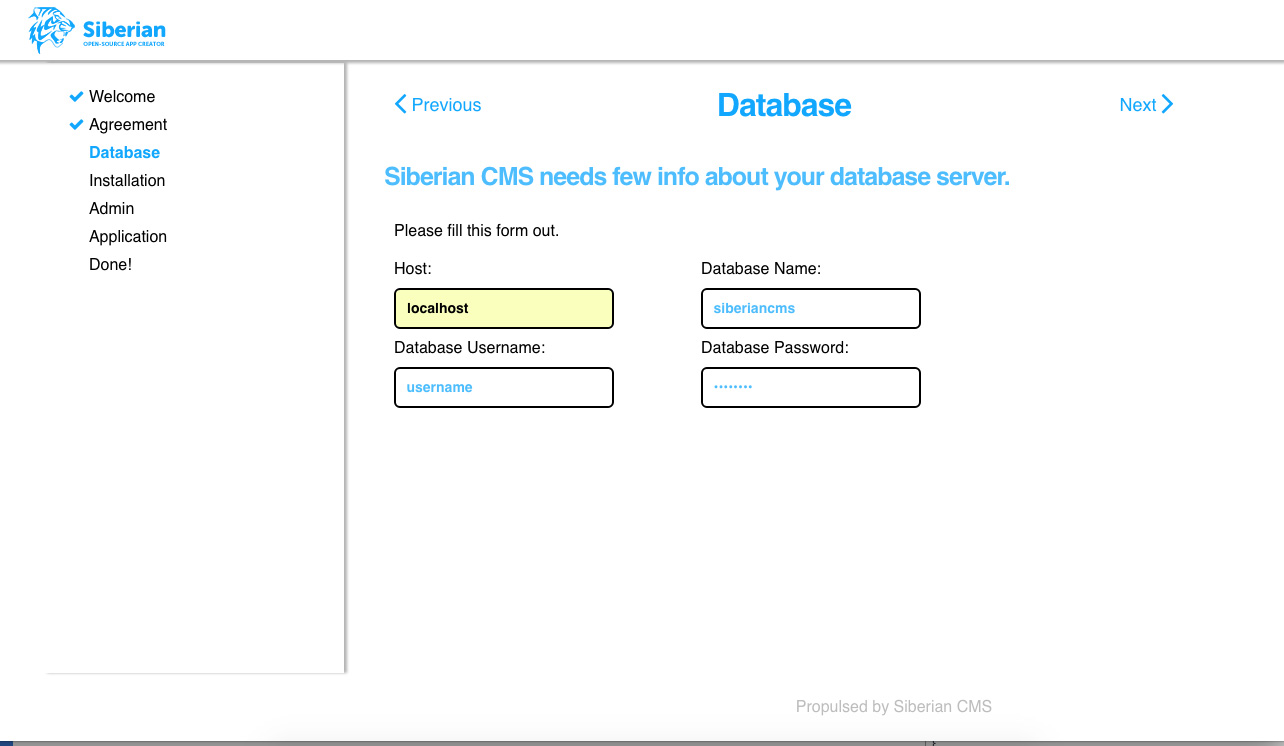 Siberian
OPEN-SOURCE APP CREATOR
Welcome
Agreement
Database
Installation
Admin
Application
Done!
Previous
Database
Next
Siberian CMS needs few info about your database server.
Please fill this form out.
Host:
Database Name:
localhost
siberiancms
Database Username:
Database Password:
username
........
Propulsed by Siberian CMS